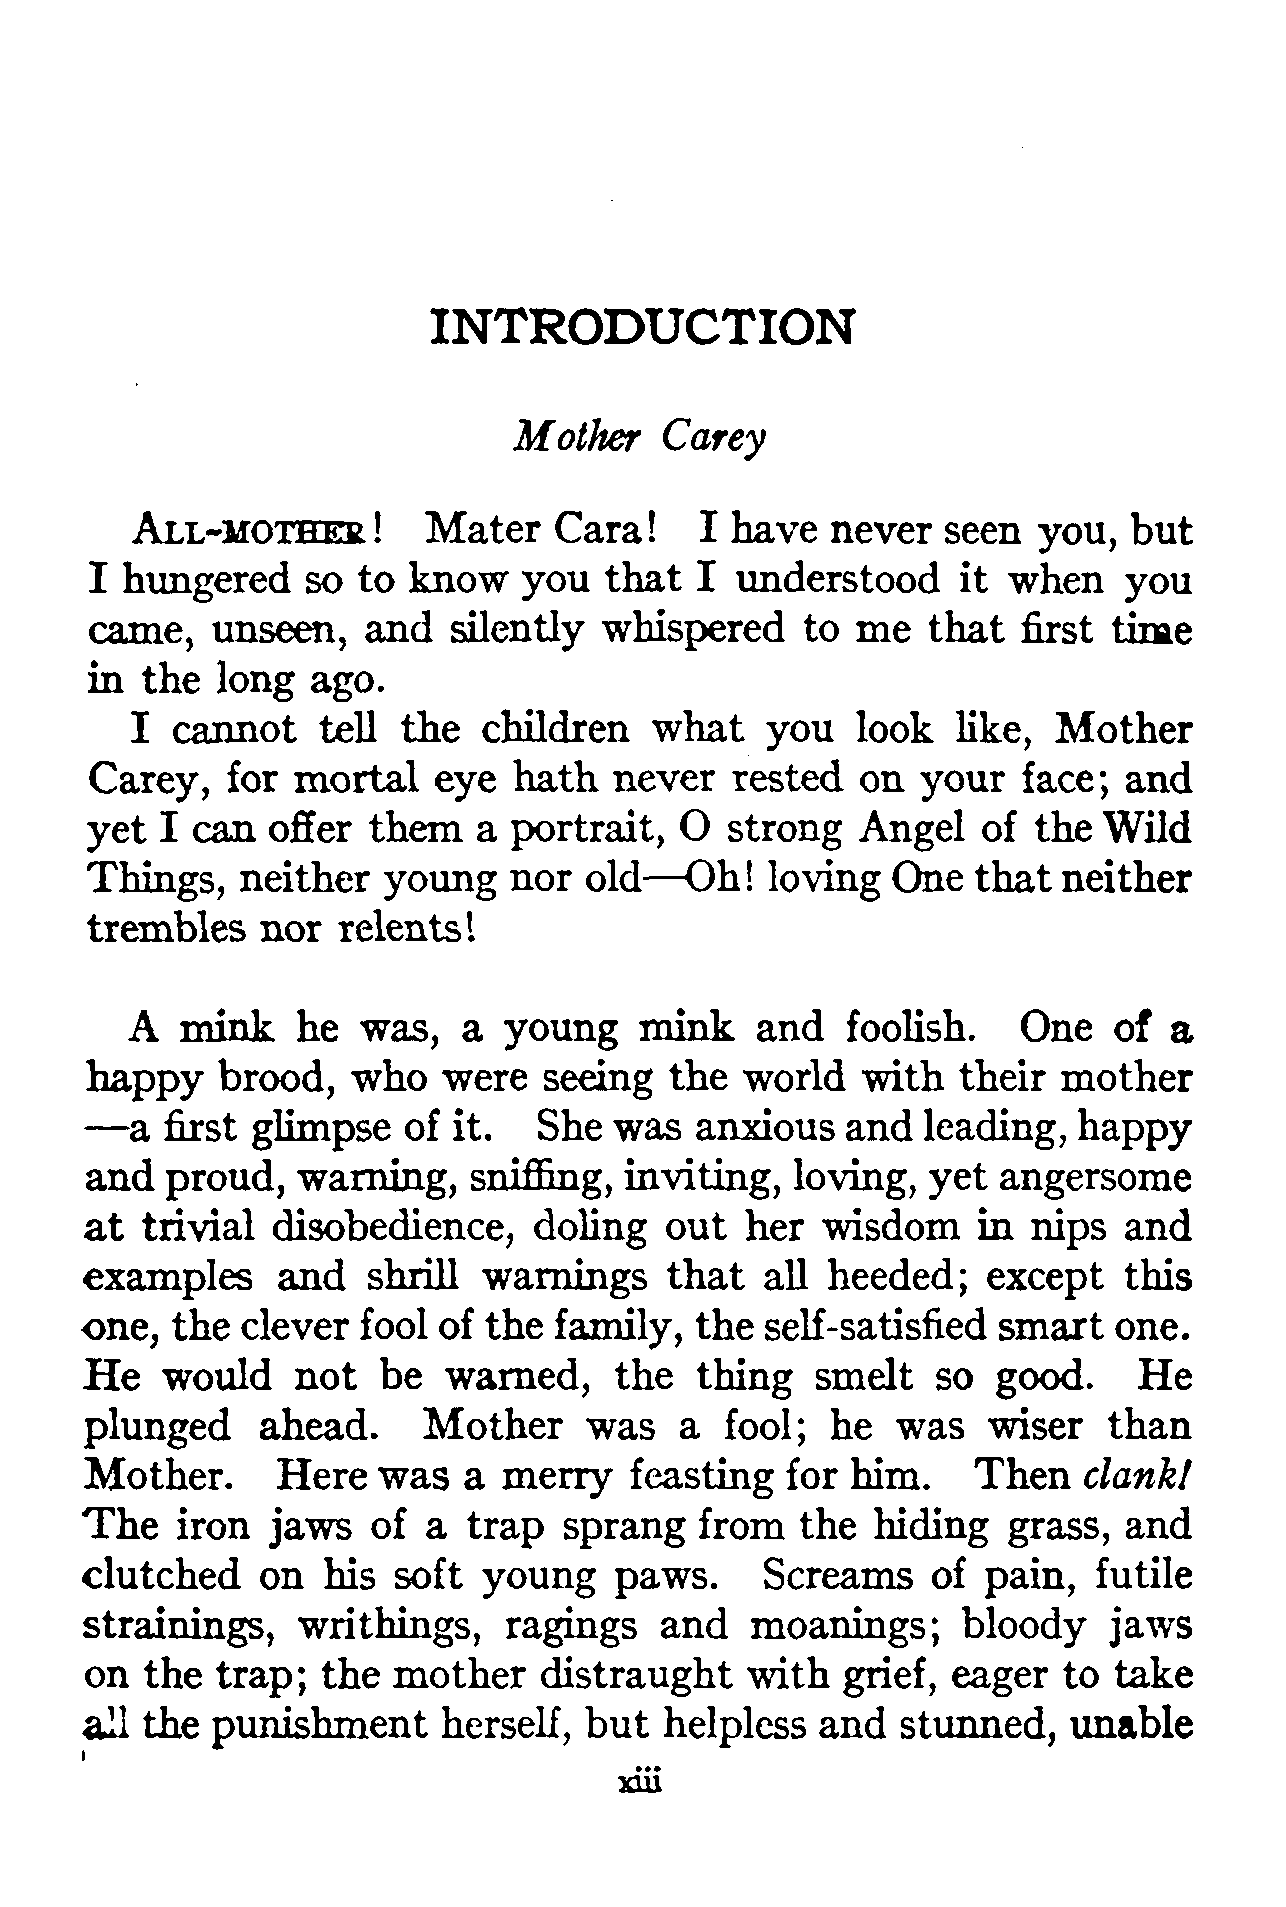 INTRODUCTION
Mother Carey
ALL-MOTHER! Mater Cara! I have never seen you, but
I hungered so to know you that I understood it when you
came, unseen, and silently whispered to me that first time
in the long ago.
I cannot tell the children what you look like, Mother
Carey, for mortal eye hath never rested on your face; and
yet I can offer them a portrait, O strong Angel of the Wild
Things, neither young nor old—Oh! loving One that neither
trembles nor relents!
A mink he was, a young mink and foolish. One of a
happy brood, who were seeing the world with their mother
—a first glimpse of it. She was anxious and leading, happy
and proud, warning, sniffing, inviting, loving, yet angersome
at trivial disobedience, doling out her wisdom in nips and
examples and shrill warnings that all heeded; except this
one, the clever fool of the family, the self-satisfied smart one.
He would not be warned, the thing smelt so good. He
plunged ahead. Mother was a fool; he was wiser than
Mother. Here was a merry feasting for him. Then clank!
The iron jaws of a trap sprang from the hiding grass, and
clutched on his soft young paws. Screams of pain, futile
strainings, writhings, ragings and moanings; bloody jaws
on the trap; the mother distraught with grief, eager to take
all the punishment herself, but helpless and stunned, unable
xiii